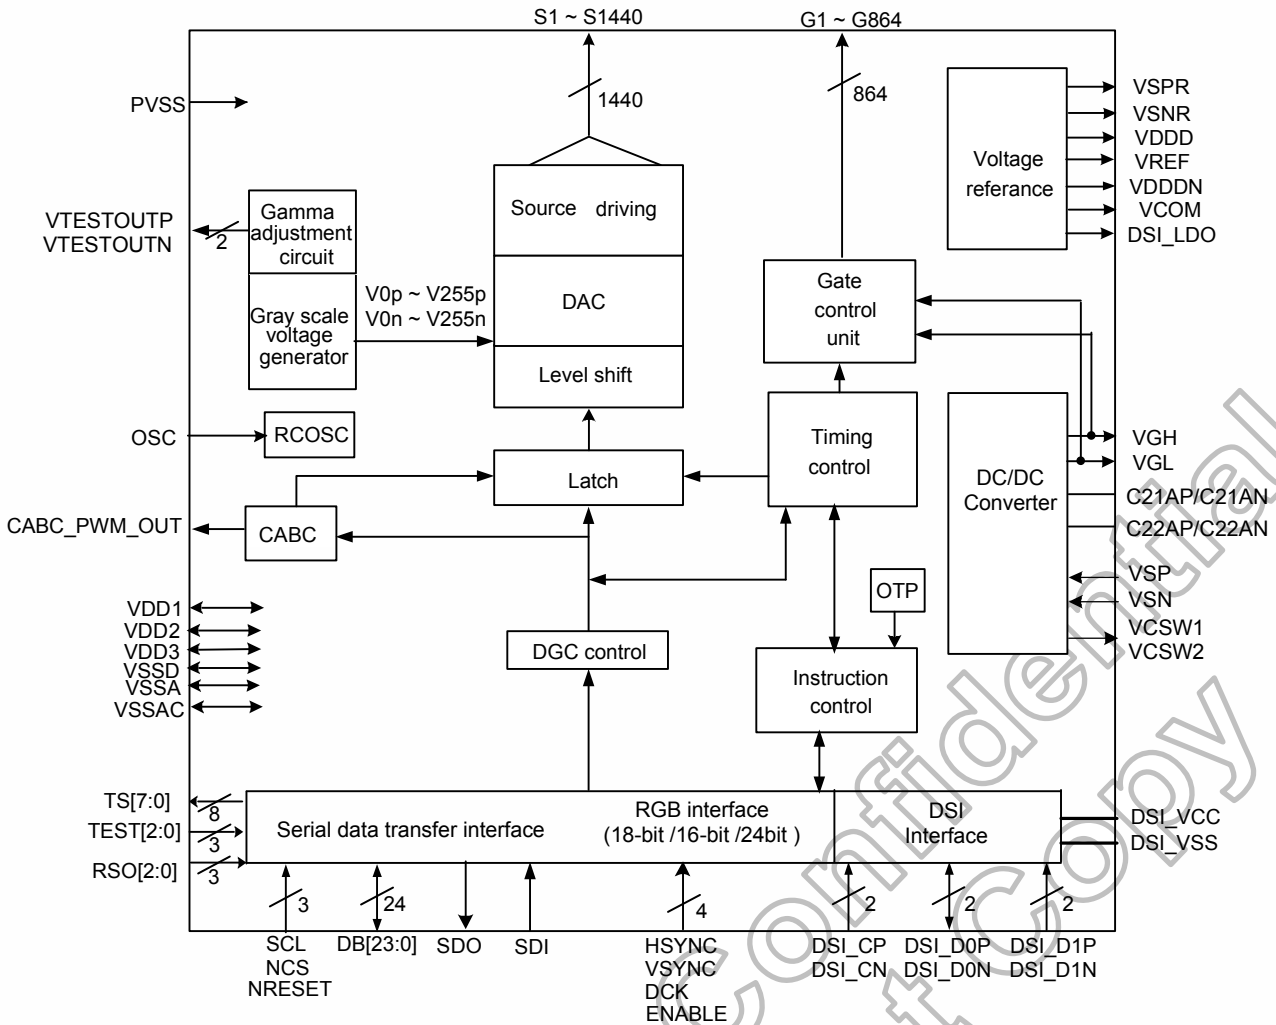 S1 ~ S1440
G1 ~ G864
1440
864
PVSS
VTESTOUTP
VTESTOUTN
2
Gamma
adjustment
circuit
Gray scale
voltage
generator
V0p ~ V255p
V0n ~ V255n
Source driving
DAC
Level shift
Gate
control
unit
Voltage
referance
VSPR
VSNR
VDDD
VREF
VDDDN
VCOM
DSI_LDO
OSC
RCOSC
Latch
Timing
control
DC/DC
Converter
VGH
VGL
C21AP/C21AN
C22AP/C22AN
VSP
VSN
VCSW1
VCSW2
CABC_PWM_OUT
CABC
OTP
VDD1
VDD2
VDD3
VSSD
VSSA
VSSAC
DGC control
Instruction
control
TS[7:0]
8
TEST[2:0]
3
RSO[2:0]
3
Serial data transfer interface
RGB interface
(18-bit /16-bit /24bit )
DSI
Interface
DSI_VCC
DSI_VSS
3
24
4
2
2
2
SCL
NCS
NRESET
DB[23:0]
SDO
SDI
HSYNC
VSYNC
DCK
ENABLE
DSI_CP
DSI_CN
DSI_D0P
DSI_D0N
DSI_D1P
DSI_D1N
Confidential
t Copy